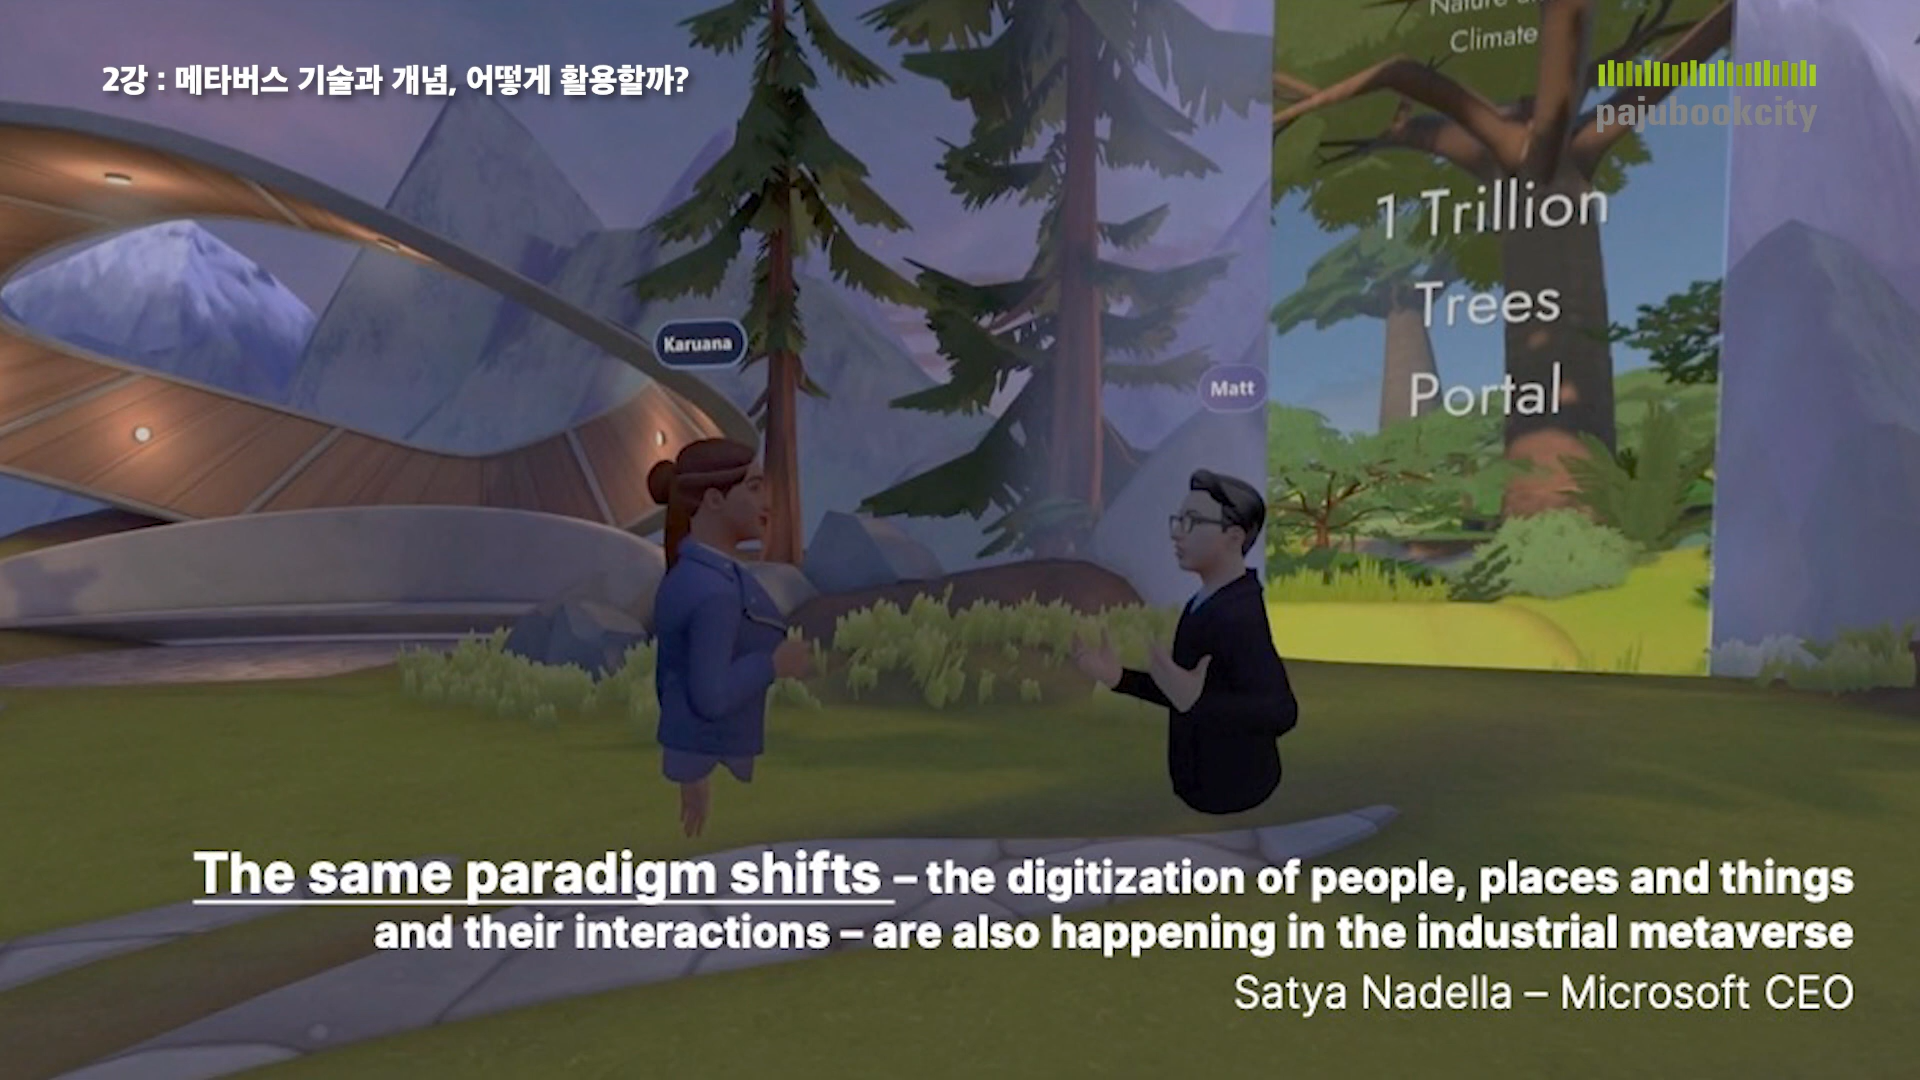 2강 : 메타버스 기술과 개념, 어떻게 활용할까?
pajubookcity
Nature
Climate
1 Trillion
Trees
Portal
Karuana
Matt
The same paradigm shifts – the digitization of people, places and things
and their interactions – are also happening in the industrial metaverse
Satya Nadella – Microsoft CEO